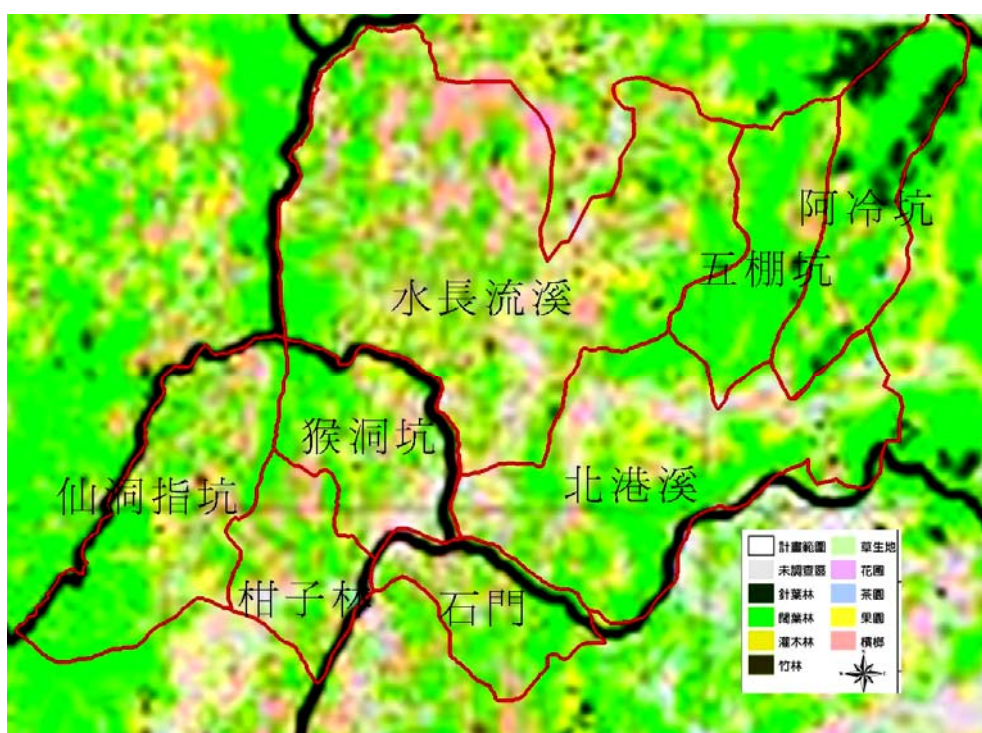 阿冷坑
五棚坑
水長流溪
猴洞坑
仙洞指坑
北港溪
柑子林
石門
計畫範圍
草生地
未調查區
花圃
針葉林
茶園
闊葉林
果園
灌木林
檳榔
竹林